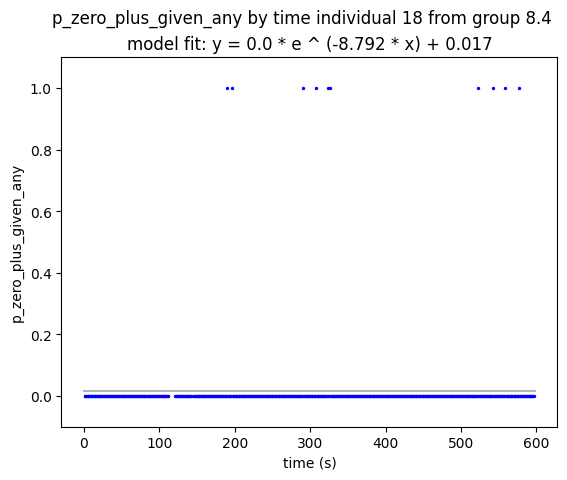 p_zero_plus_given_any by time individual 18 from group 8.4
model fit: y = 0.0 * e ^ (-8.792 * x) + 0.017
1.0
0.8
0.6
0.4
0.2
0.0
p_zero_plus_given_any
0 100 200 300 400 500 600
time (s)